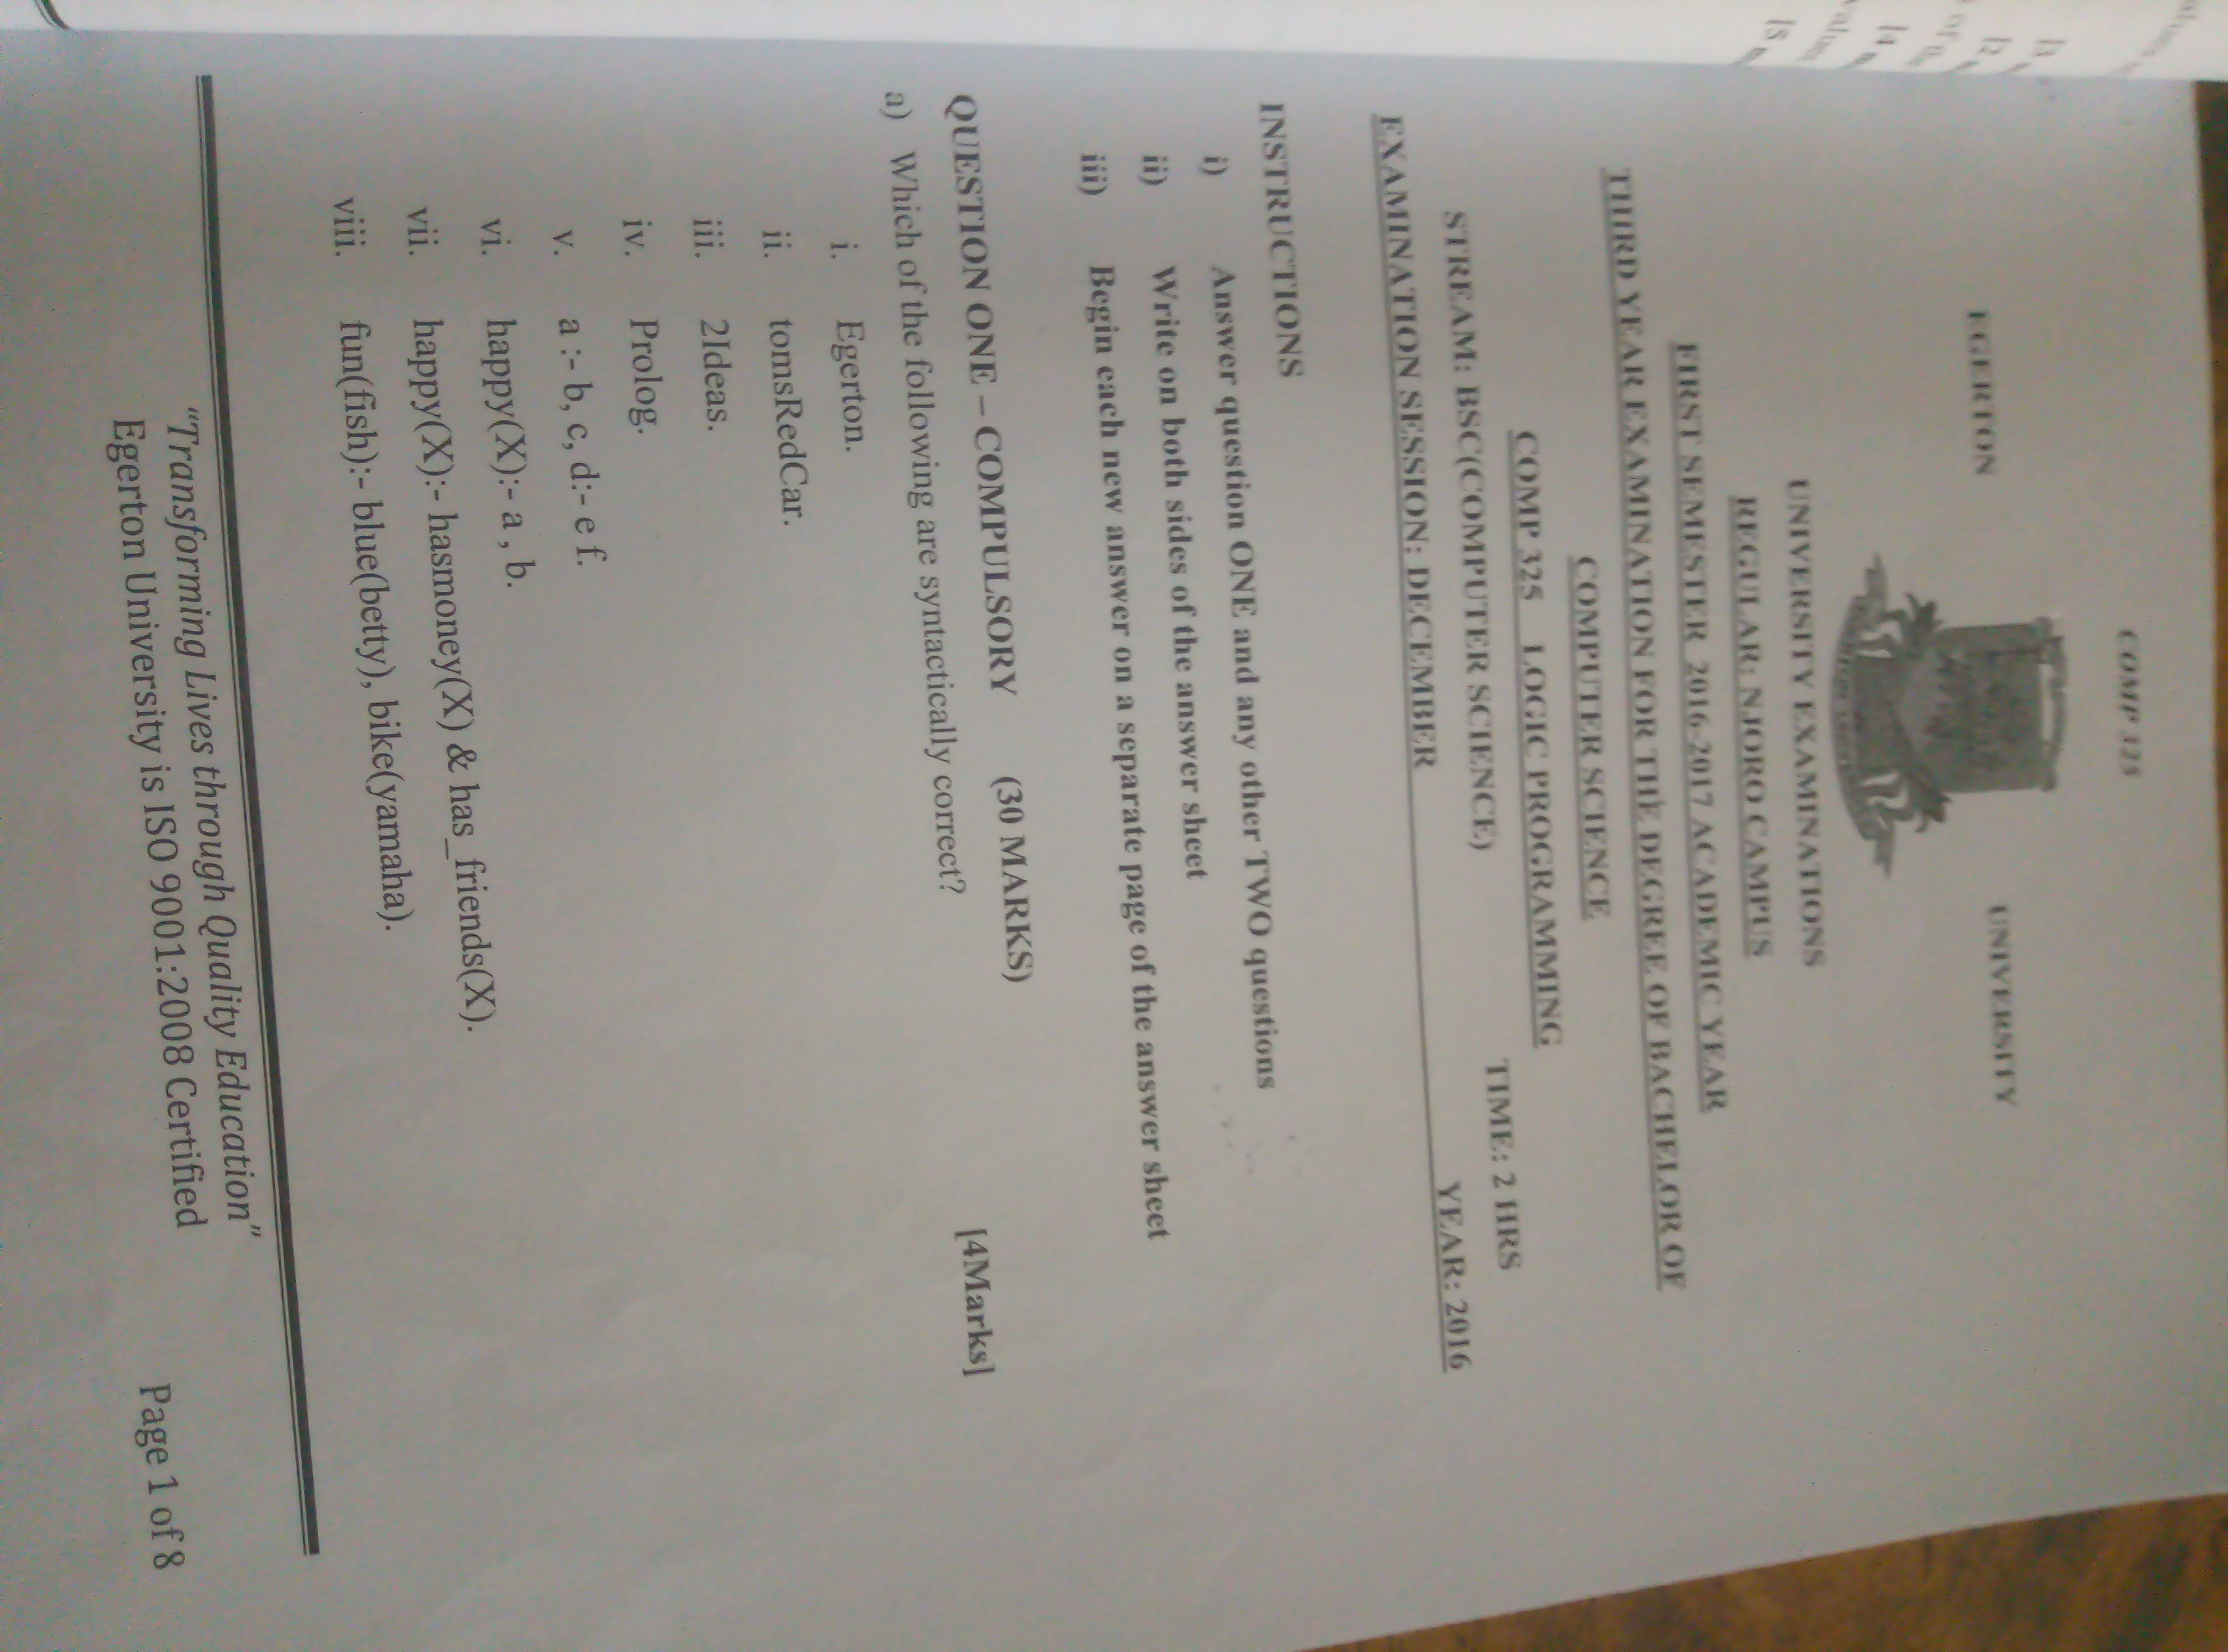 COMP 325
EGERTON UNIVERSITY
UNIVERSITY EXAMINATIONS
REGULAR: NJORO CAMPUS
FIRST SEMESTER 2016-2017 ACADEMIC YEAR
THIRD YEAR EXAMINATION FOR THE DEGREE OF BACHELOR OF
COMPUTER SCIENCE
COMP 325 LOGIC PROGRAMMING
STREAM: BSC(COMPUTER SCIENCE) TIME: 2 HRS
EXAMINATION SESSION: DECEMBER YEAR: 2016
INSTRUCTIONS
i) Answer question ONE and any other TWO questions
ii) Write on both sides of the answer sheet
iii) Begin each new answer on a separate page of the answer sheet
QUESTION ONE – COMPULSORY (30 MARKS)
a) Which of the following are syntactically correct? [4Marks]
i. Egerton.
ii. tomsRedCar.
iii. 2Ideas.
iv. Prolog.
v. a :- b, c, d:- e f.
vi. happy(X):- a , b.
vii. happy(X):- hasmoney(X) & has_friends(X).
viii. fun(fish):- blue(betty), bike(yamaha).
"Transforming Lives through Quality Education"
Egerton University is ISO 9001:2008 Certified Page 1 of 8